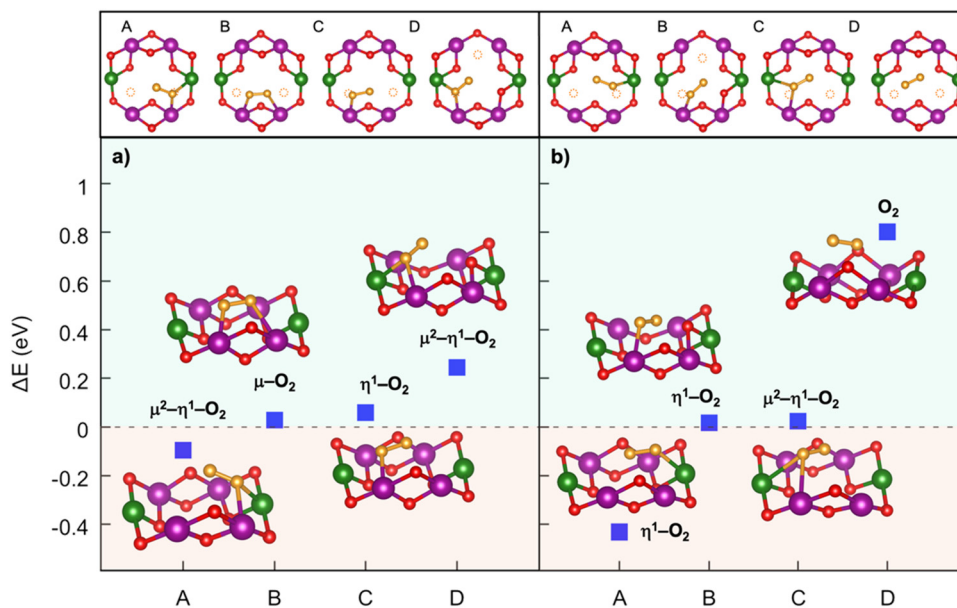 A B C D
A B C D
a)
b)
ΔE (eV)
1
0.8
0.6
0.4
0.2
0
-0.2
-0.4
μ²–η¹–O₂
μ–O₂
η¹–O₂
μ²–η¹–O₂
η¹–O₂
η¹–O₂
μ²–η¹–O₂
O₂
A B C D
A B C D